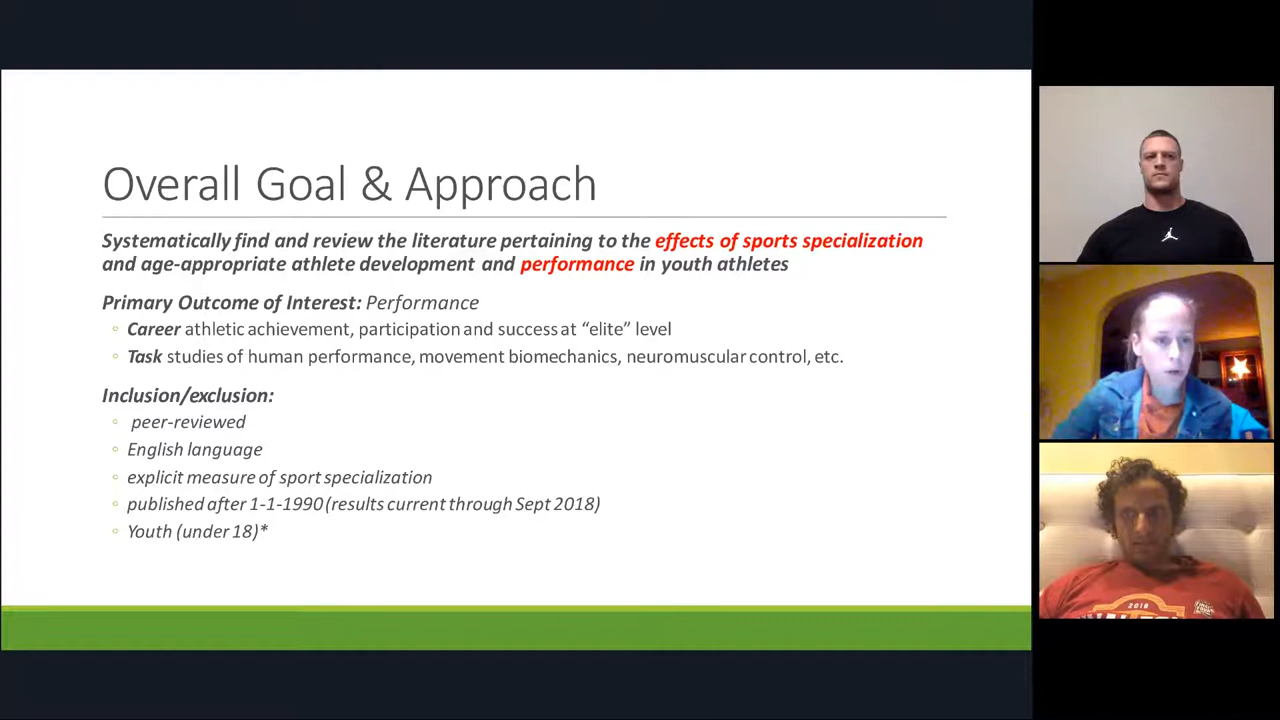 Overall Goal & Approach
Systematically find and review the literature pertaining to the effects of sports specialization
and age-appropriate athlete development and performance in youth athletes
Primary Outcome of Interest: Performance
◦ Career athletic achievement, participation and success at “elite” level
◦ Task studies of human performance, movement biomechanics, neuromuscular control, etc.
Inclusion/exclusion:
◦ peer-reviewed
◦ English language
◦ explicit measure of sport specialization
◦ published after 1-1-1990 (results current through Sept 2018)
◦ Youth (under 18)*
2018